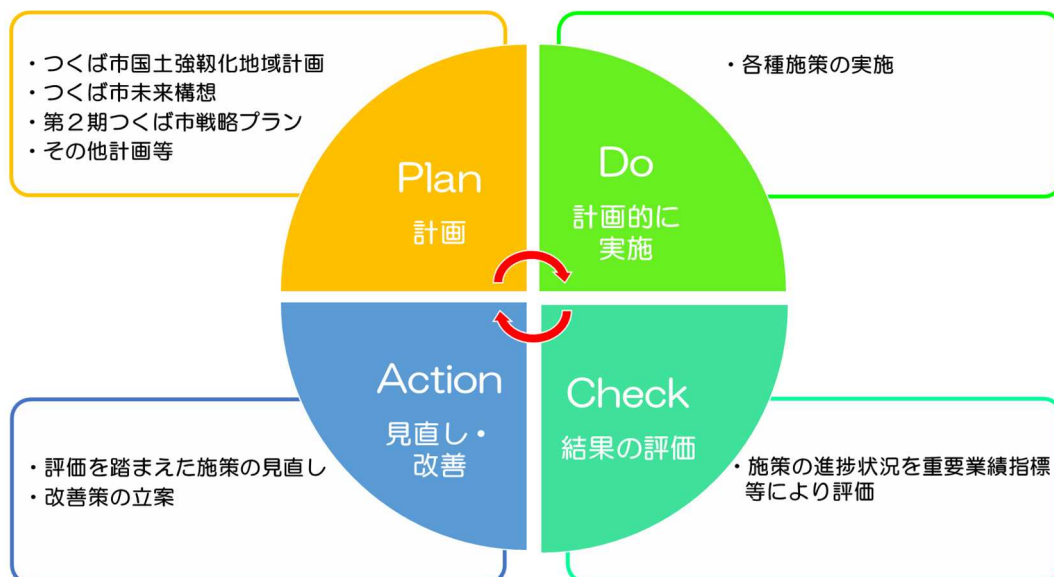 ・つくば市国土強靱化地域計画
・つくば市未来構想
・第２期つくば市戦略プラン
・その他計画等
Plan
計画
・各種施策の実施
Do
計画的に
実施
Action
見直し・
改善
・評価を踏まえた施策の見直し
・改善策の立案
Check
結果の評価
・施策の進捗状況を重要業績指標
等により評価